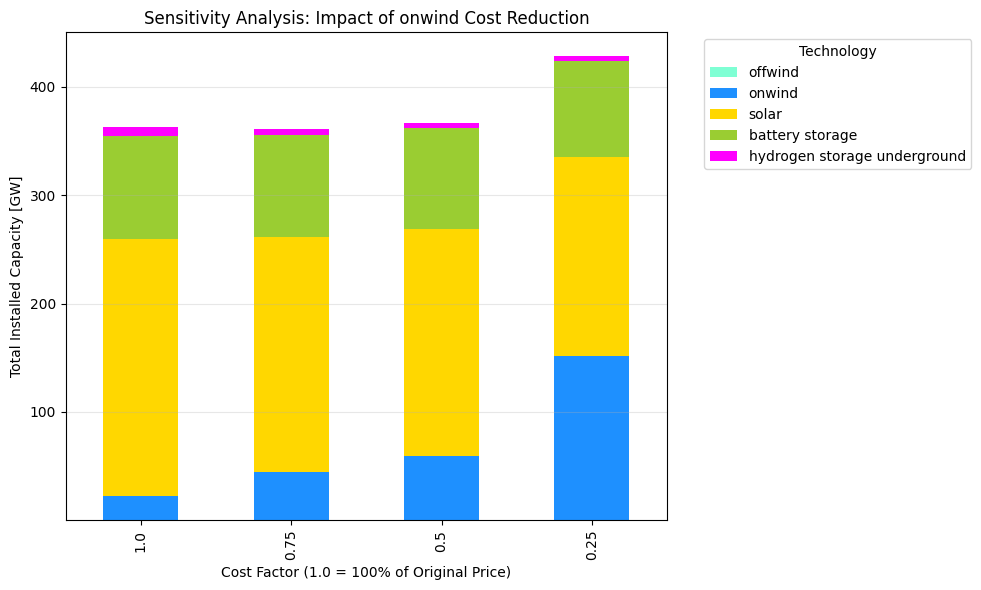 Sensitivity Analysis: Impact of onwind Cost Reduction
Total Installed Capacity [GW]
400
300
200
100
1.0
0.75
0.5
0.25
Cost Factor (1.0 = 100% of Original Price)
Technology
offwind
onwind
solar
battery storage
hydrogen storage underground